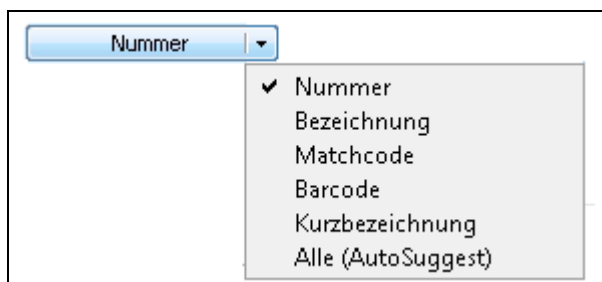 Nummer
Nummer
Bezeichnung
Matchcode
Barcode
Kurzbezeichnung
Alle (AutoSuggest)